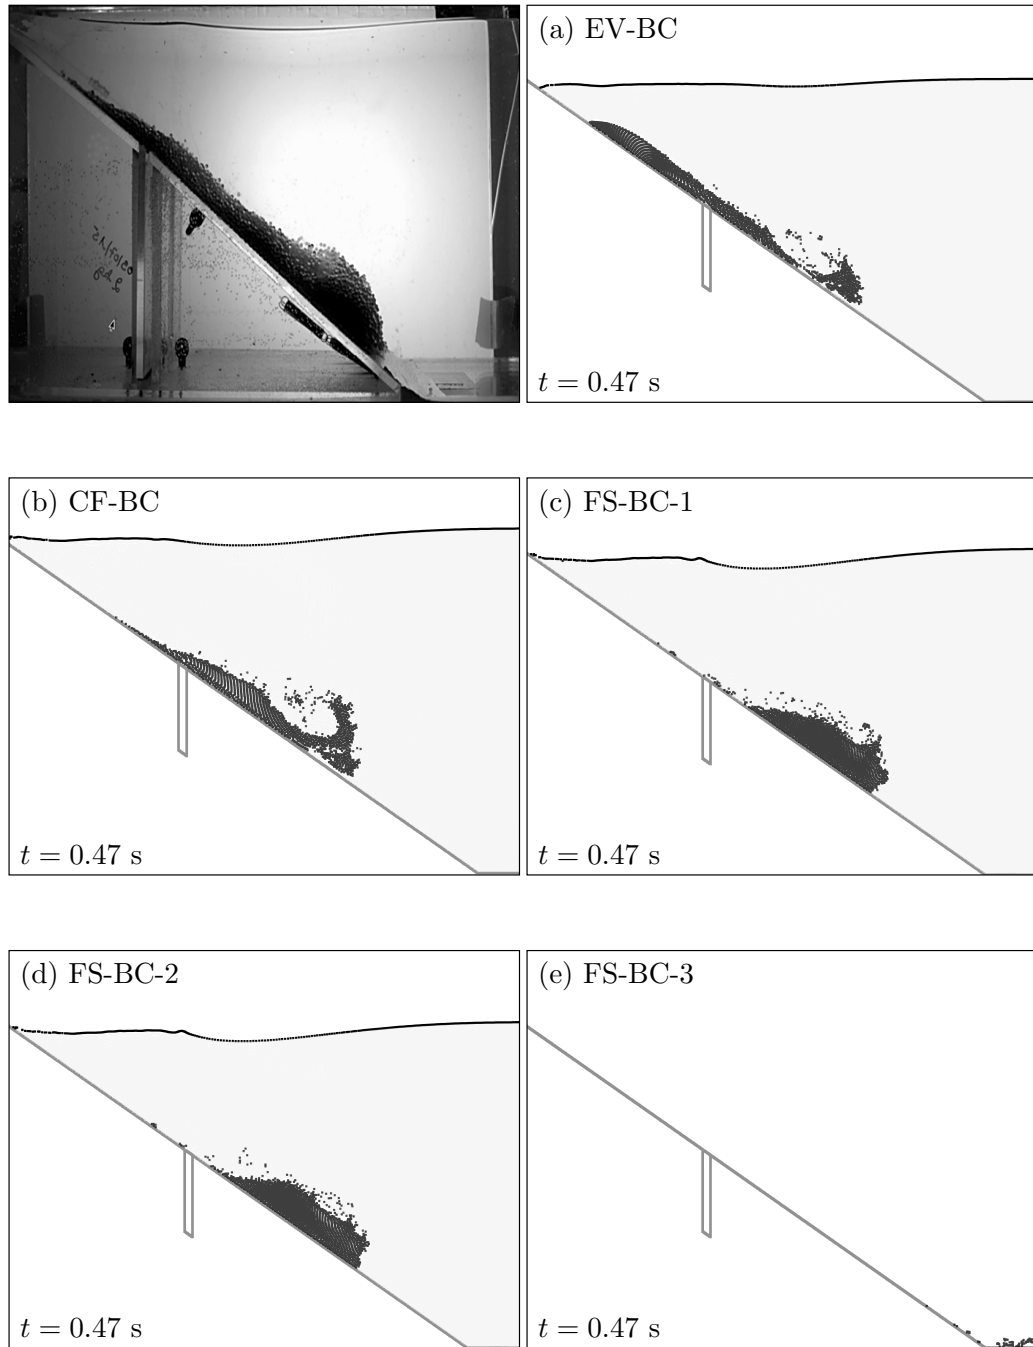 (a) EV-BC
t = 0.47 s
(b) CF-BC
t = 0.47 s
(c) FS-BC-1
t = 0.47 s
(d) FS-BC-2
t = 0.47 s
(e) FS-BC-3
t = 0.47 s